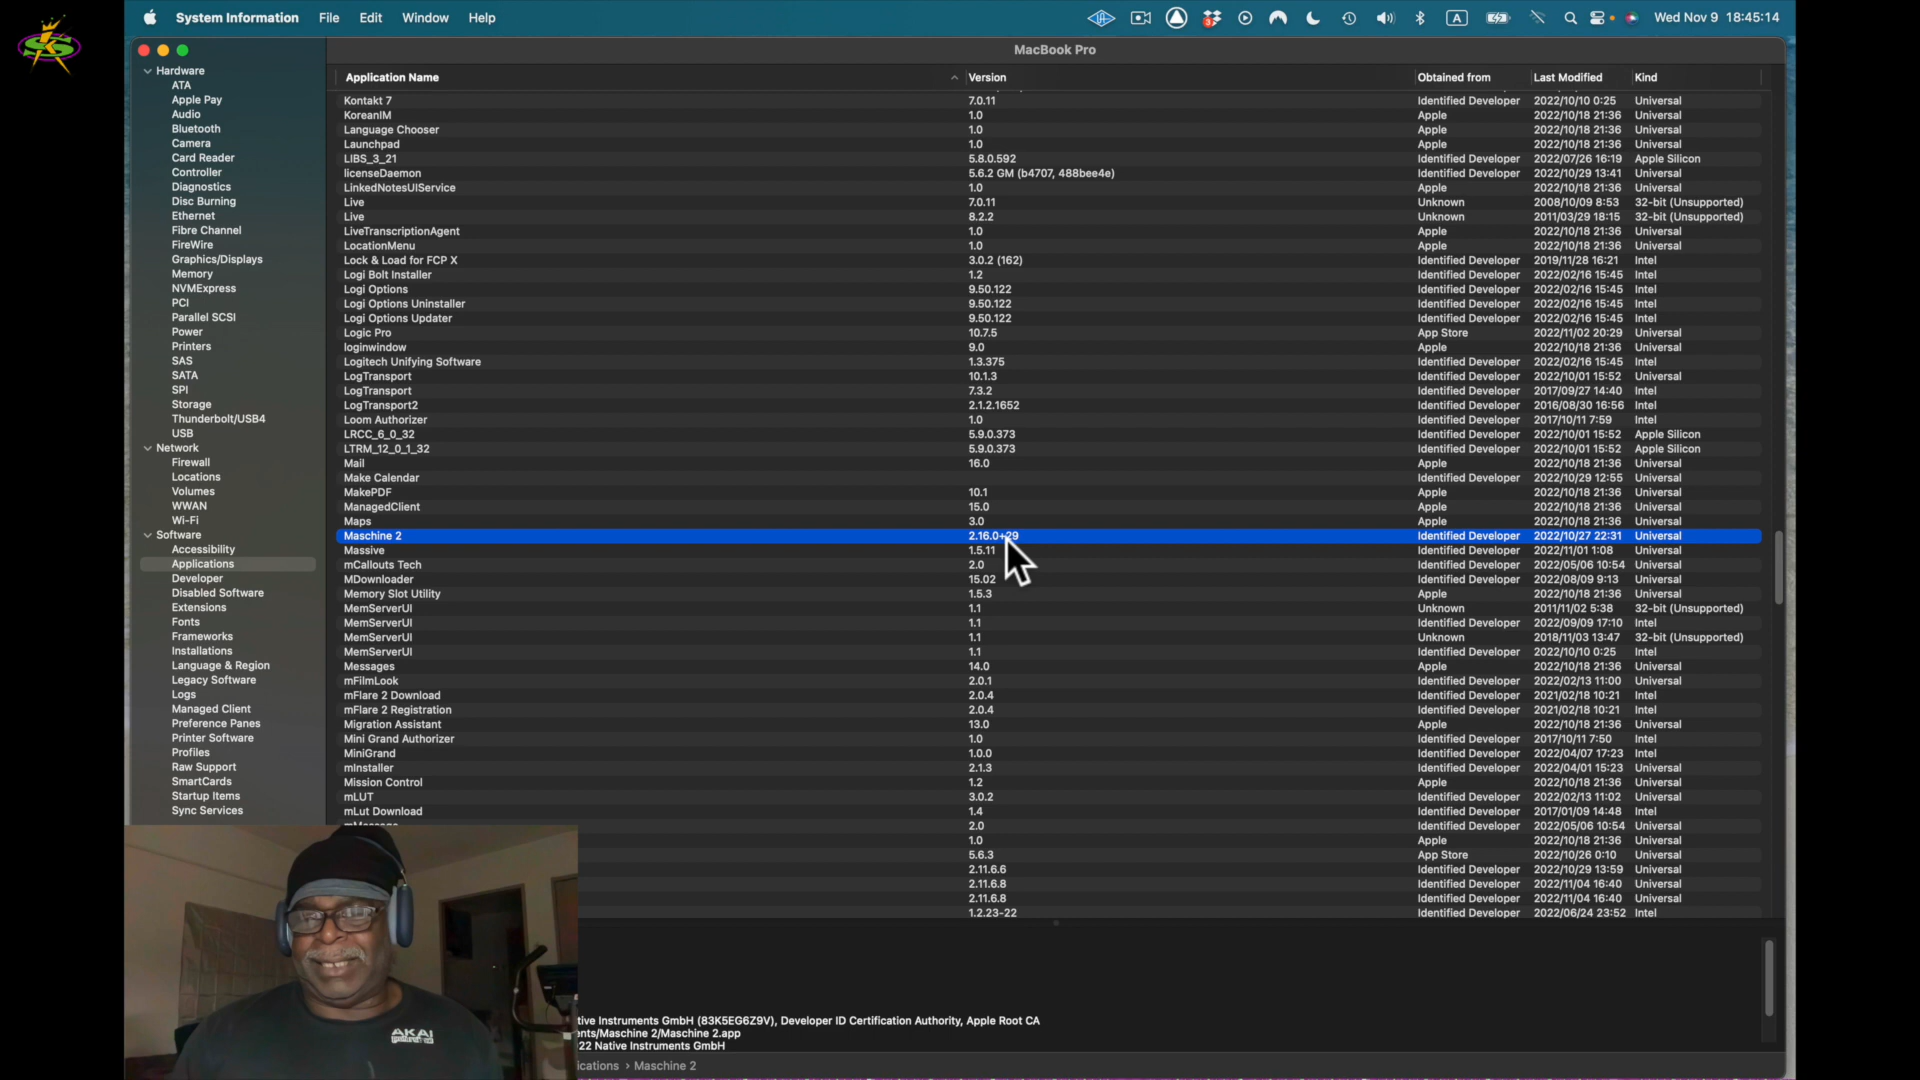 System Information File Edit Window Help A Wed Nov 9 18:45:14
MacBook Pro
Hardware
ATA
Apple Pay
Audio
Bluetooth
Camera
Card Reader
Controller
Diagnostics
Disc Burning
Ethernet
Fibre Channel
FireWire
Graphics/Displays
Memory
NVMExpress
PCI
Parallel SCSI
Power
Printers
SAS
SATA
SPI
Storage
Thunderbolt/USB4
USB
Network
Firewall
Locations
Volumes
WWAN
Wi-Fi
Software
Accessibility
Applications
Developer
Disabled Software
Extensions
Fonts
Frameworks
Installations
Language & Region
Legacy Software
Logs
Managed Client
Preference Panes
Printer Software
Profiles
Raw Support
SmartCards
Startup Items
Sync Services
Application Name Version Obtained from Last Modified Kind
Kontakt 7 7.0.11 Identified Developer 2022/10/10 0:25 Universal
KoreanIM 1.0 Apple 2022/10/18 21:36 Universal
Language Chooser 1.0 Apple 2022/10/18 21:36 Universal
Launchpad 1.0 Apple 2022/10/18 21:36 Universal
LIBS_3_21 5.8.0.592 Identified Developer 2022/07/26 16:19 Apple Silicon
licenseDaemon 5.6.2 GM (b4707, 488bee4e) Identified Developer 2022/10/29 13:41 Universal
LinkedNotesUIService 1.0 Apple 2022/10/18 21:36 Universal
Live 7.0.11 Unknown 2008/10/09 8:53 32-bit (Unsupported)
Live 8.2.2 Unknown 2011/03/29 18:15 32-bit (Unsupported)
LiveTranscriptionAgent 1.0 Apple 2022/10/18 21:36 Universal
LocationMenu 1.0 Apple 2022/10/18 21:36 Universal
Lock & Load for FCP X 3.0.2 (162) Identified Developer 2019/11/28 16:21 Intel
Logi Bolt Installer 1.2 Identified Developer 2022/02/16 15:45 Intel
Logi Options 9.50.122 Identified Developer 2022/02/16 15:45 Intel
Logi Options Uninstaller 9.50.122 Identified Developer 2022/02/16 15:45 Intel
Logi Options Updater 9.50.122 Identified Developer 2022/02/16 15:45 Intel
Logic Pro 10.7.5 App Store 2022/11/02 20:29 Universal
loginwindow 9.0 Apple 2022/10/18 21:36 Universal
Logitech Unifying Software 1.3.375 Identified Developer 2022/02/16 15:45 Intel
LogTransport 10.1.3 Identified Developer 2022/10/01 15:52 Universal
LogTransport 7.3.2 Identified Developer 2017/09/27 14:40 Intel
LogTransport2 2.1.2.1652 Identified Developer 2016/08/30 16:56 Intel
Loom Authorizer 1.0 Identified Developer 2017/10/11 7:59 Intel
LRCC_6_0_32 5.9.0.373 Identified Developer 2022/10/01 15:52 Apple Silicon
LTRM_12_0_1_32 5.9.0.373 Identified Developer 2022/10/01 15:52 Apple Silicon
Mail 16.0 Apple 2022/10/18 21:36 Universal
Make Calendar Identified Developer 2022/10/29 12:55 Universal
MakePDF 10.1 Apple 2022/10/18 21:36 Universal
ManagedClient 15.0 Apple 2022/10/18 21:36 Universal
Maps 3.0 Apple 2022/10/18 21:36 Universal
Maschine 2 2.16.0+29 Identified Developer 2022/10/27 22:31 Universal
Massive 1.5.11 Identified Developer 2022/11/01 1:08 Universal
mCallouts Tech 2.0 Identified Developer 2022/05/06 10:54 Universal
MDownloader 15.02 Identified Developer 2022/08/09 9:13 Universal
Memory Slot Utility 1.5.3 Apple 2022/10/18 21:36 Universal
MemServerUI 1.1 Unknown 2011/11/02 5:38 32-bit (Unsupported)
MemServerUI 1.1 Identified Developer 2022/09/09 17:10 Intel
MemServerUI 1.1 Unknown 2018/11/03 13:47 32-bit (Unsupported)
MemServerUI 1.1 Identified Developer 2022/10/10 0:25 Intel
Messages 14.0 Apple 2022/10/18 21:36 Universal
mFilmLook 2.0.1 Identified Developer 2022/02/13 11:00 Universal
mFlare 2 Download 2.0.4 Identified Developer 2021/02/18 10:21 Intel
mFlare 2 Registration 2.0.4 Identified Developer 2021/02/18 10:21 Intel
Migration Assistant 13.0 Apple 2022/10/18 21:36 Universal
Mini Grand Authorizer 1.0 Identified Developer 2017/10/11 7:50 Intel
MiniGrand 1.0.0 Identified Developer 2022/04/07 17:23 Intel
mInstaller 2.1.3 Identified Developer 2022/04/01 15:23 Universal
Mission Control 1.2 Apple 2022/10/18 21:36 Universal
mLUT 3.0.2 Identified Developer 2022/02/13 11:02 Universal
mLut Download 1.4 Identified Developer 2017/01/09 14:48 Intel
2.0 Identified Developer 2022/05/06 10:54 Universal
1.0 Apple 2022/10/18 21:36 Universal
5.6.3 App Store 2022/10/26 0:10 Universal
2.11.6.6 Identified Developer 2022/10/29 13:59 Universal
2.11.6.8 Identified Developer 2022/11/04 16:40 Universal
2.11.6.8 Identified Developer 2022/11/04 16:40 Universal
1.2.23-22 Identified Developer 2022/06/24 23:52 Intel
tive Instruments GmbH (83K5EG6Z9V), Developer ID Certification Authority, Apple Root CA
ents/Maschine 2/Maschine 2.app
22 Native Instruments GmbH
ications › Maschine 2
AKAI